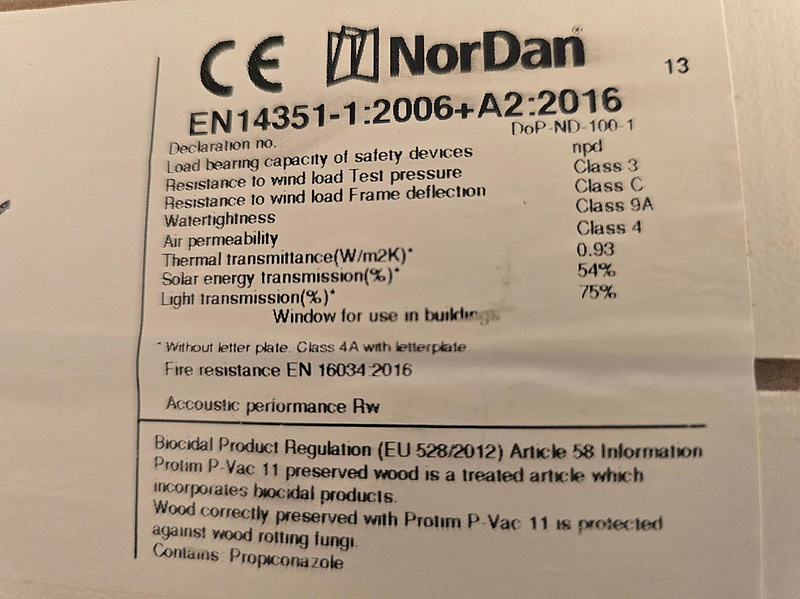 CE NorDan 13
EN14351-1:2006+A2:2016
Declaration no. DoP-ND-100-1
Load bearing capacity of safety devices npd
Resistance to wind load Test pressure Class 3
Resistance to wind load Frame deflection Class C
Watertightness Class 9A
Air permeability Class 4
Thermal transmittance(W/m2K)* 0.93
Solar energy transmission(%)* 54%
Light transmission(%)* 75%
Window for use in buildings
* Without letter plate. Class 4A with letterplate
Fire resistance EN 16034:2016
Accoustic performance Rw
Biocidal Product Regulation (EU 528/2012) Article 58 Information
Protim P-Vac 11 preserved wood is a treated article which
incorporates biocidal products.
Wood correctly preserved with Protim P-Vac 11 is protected
against wood rotting fungi.
Contains Propiconazole